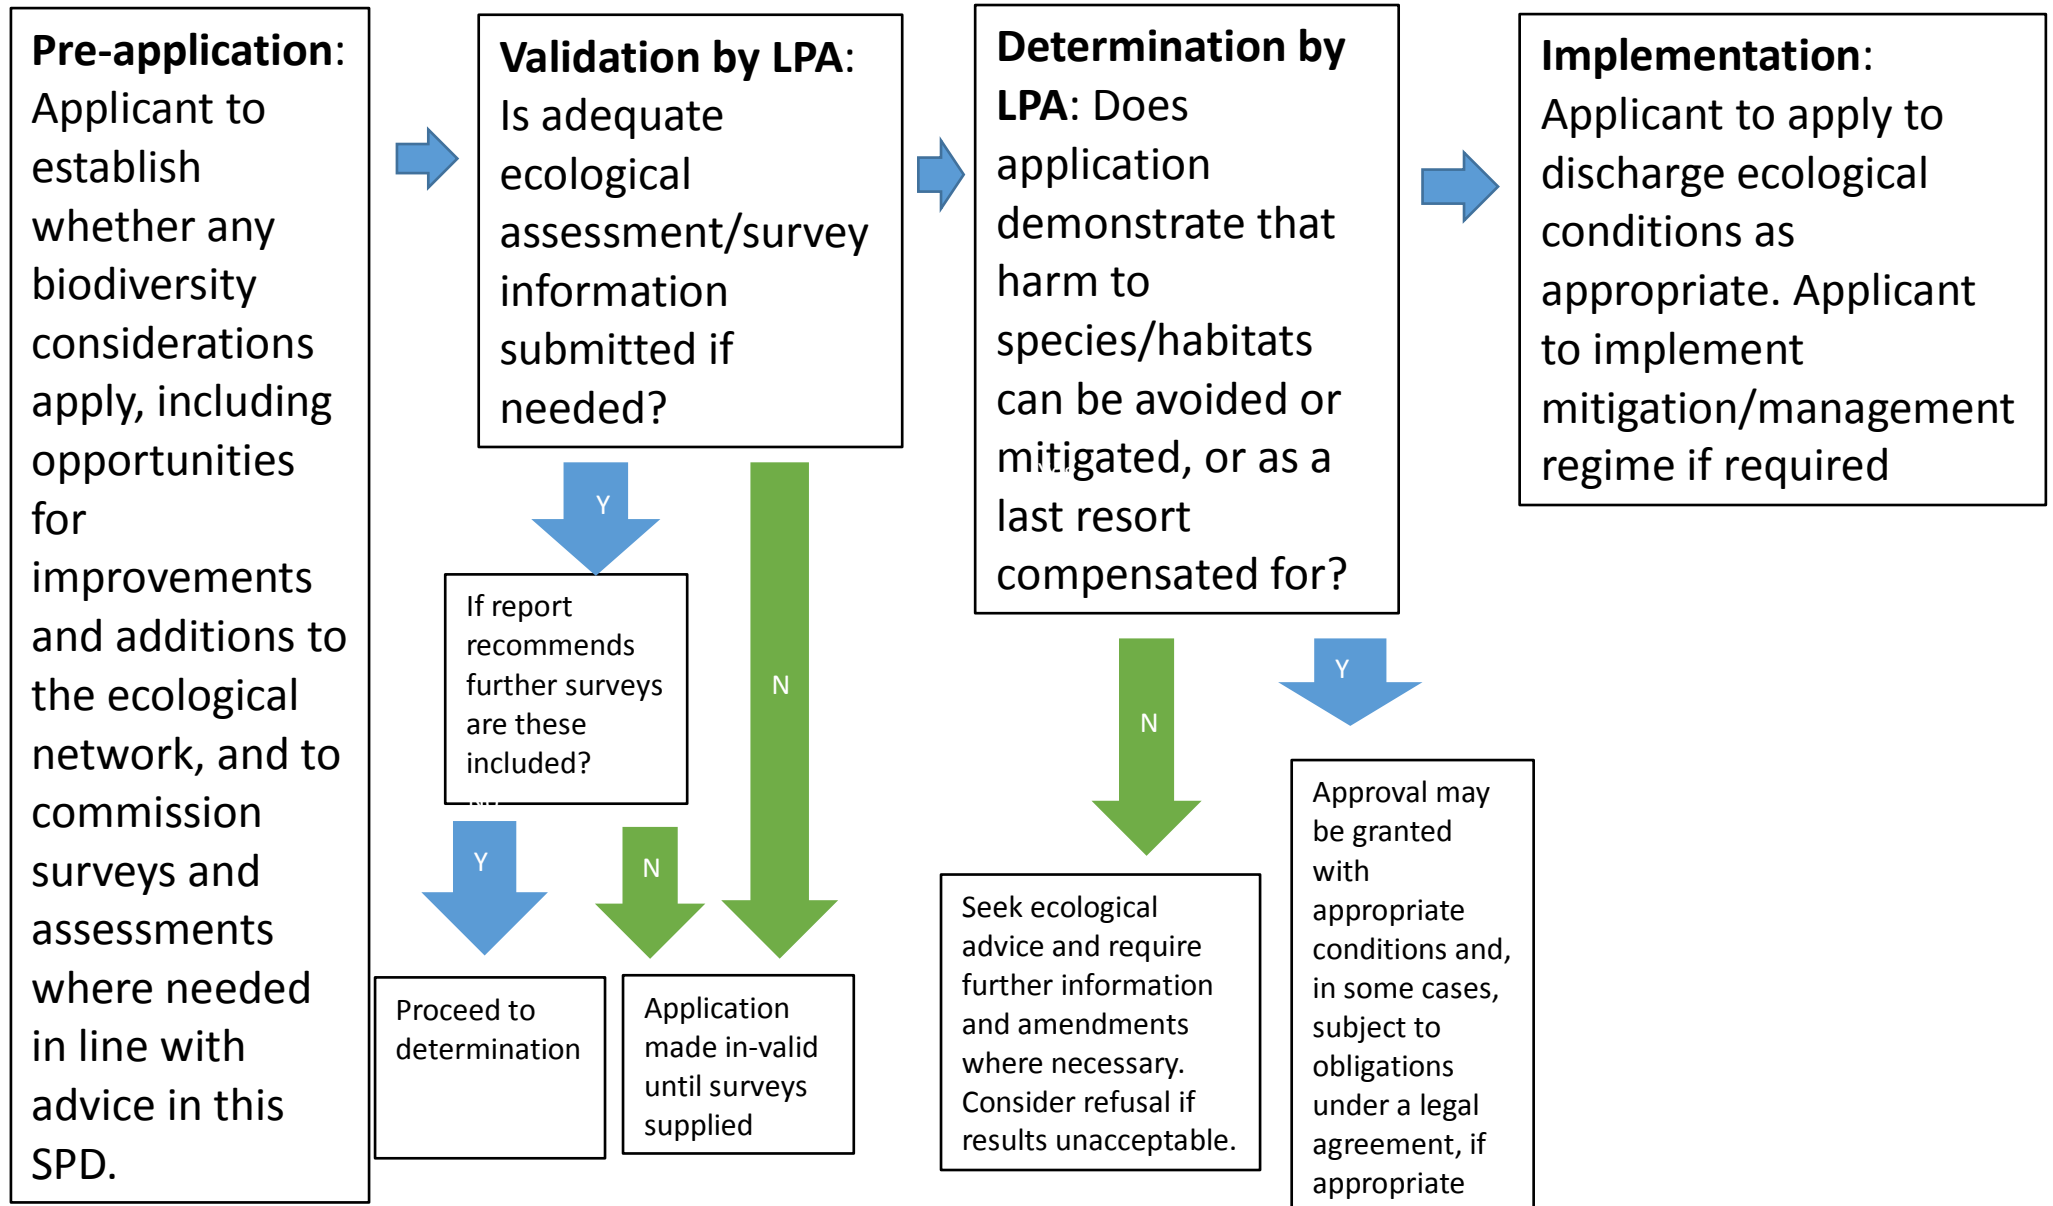 Pre-application:
Applicant to
establish
whether any
biodiversity
considerations
apply, including
opportunities
for
improvements
and additions to
the ecological
network, and to
commission
surveys and
assessments
where needed
in line with
advice in this
SPD.
Validation by LPA:
Is adequate
ecological
assessment/survey
information
submitted if
needed?
Y
N
If report
recommends
further surveys
are these
included?
Y
N
Proceed to
determination
Application
made in-valid
until surveys
supplied
Determination by
LPA: Does
application
demonstrate that
harm to
species/habitats
can be avoided or
mitigated, or as a
last resort
compensated for?
N
Y
Seek ecological
advice and require
further information
and amendments
where necessary.
Consider refusal if
results unacceptable.
Approval may
be granted
with
appropriate
conditions and,
in some cases,
subject to
obligations
under a legal
agreement, if
appropriate
Implementation:
Applicant to apply to
discharge ecological
conditions as
appropriate. Applicant
to implement
mitigation/management
regime if required